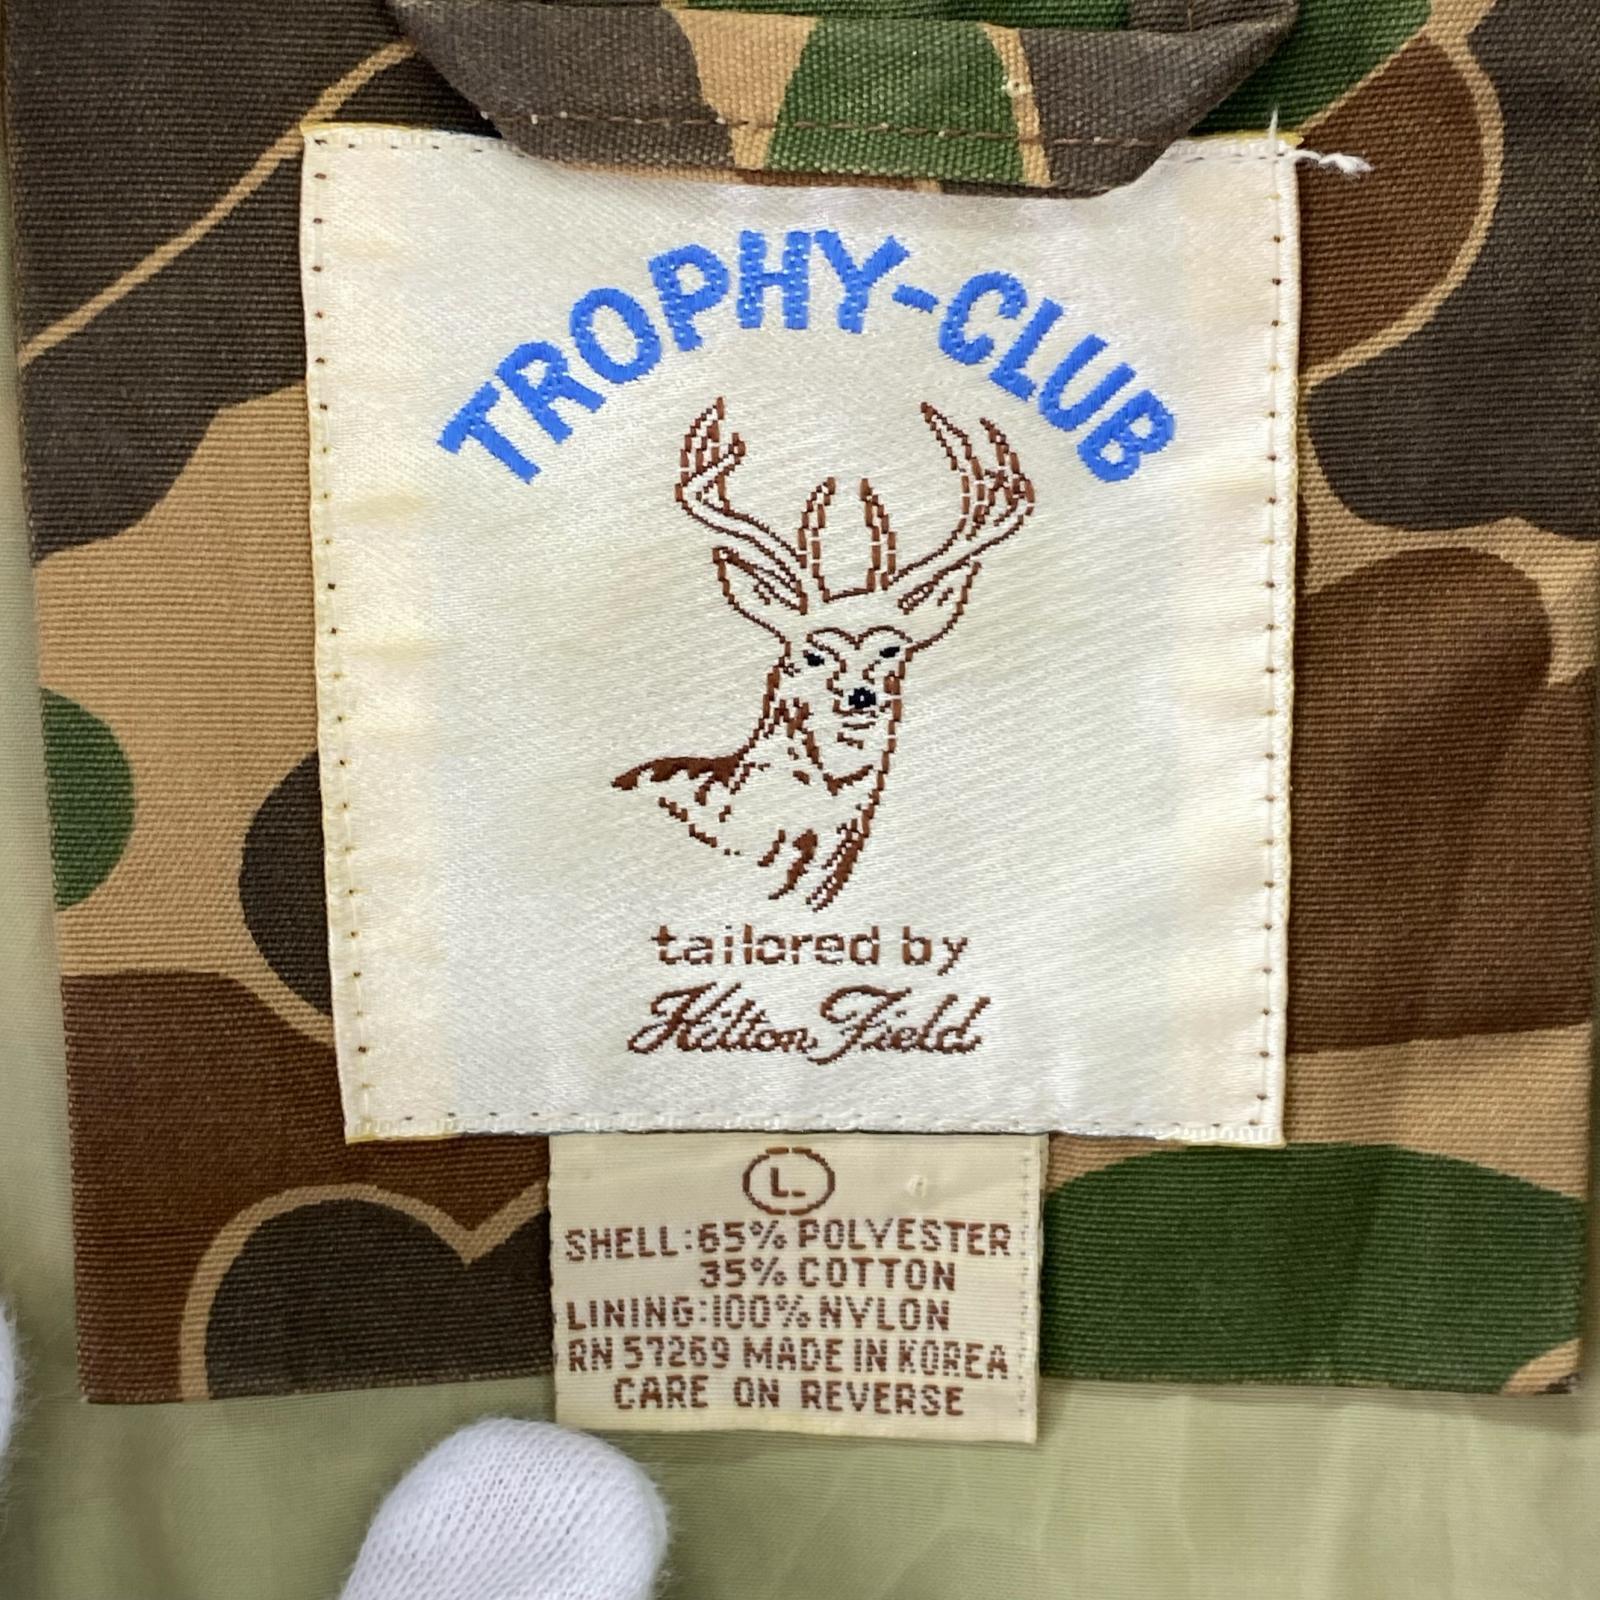 TROPHY-CLUB
tailored by
Hilton Field
L.
SHELL:65% POLYESTER
35% COTTON
LINING:100% NYLON
RN 57269 MADE IN KOREA
CARE ON REVERSE